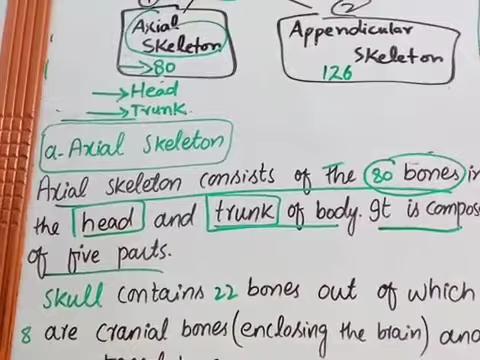 Axial
Skeleton
→ 80
→ Head
→ Trunk
2
Appendicular
Skeleton
126
a. Axial Skeleton
Axial skeleton consists of the 80 bones in
the head and trunk of body. It is compos
of five parts.
Skull contains 22 bones out of which
8 are cranial bones (enclosing the brain) and